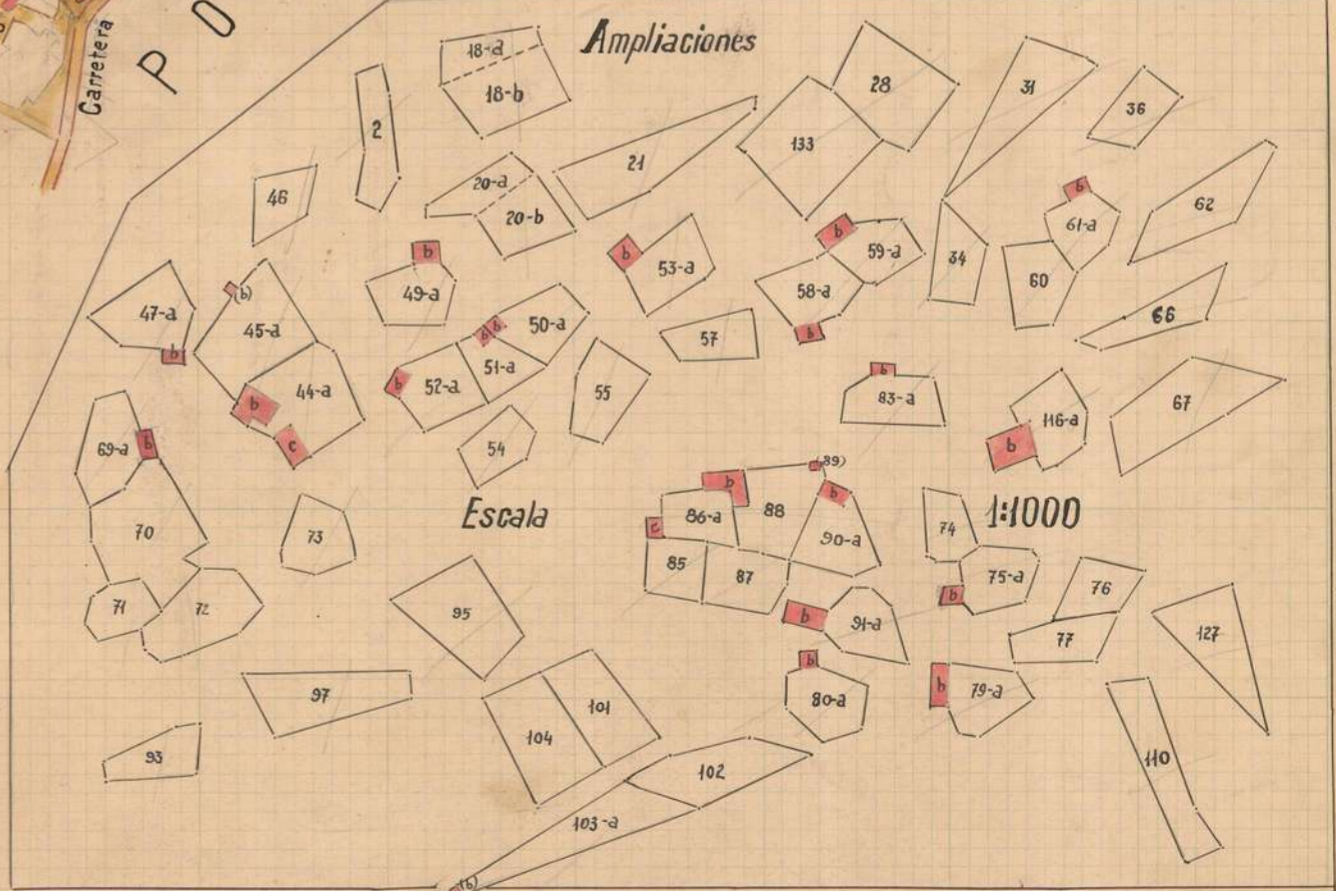 Carretera
P O
Ampliaciones
18-a
18-b
2
28
31
36
133
21
20-a
20-b
46
b
61-a
62
b
59-a
34
60
b
49-a
b
53-a
58-a
b
47-a
b
(b)
45-a
44-a
b
c
50-a
b
b
51-a
52-a
b
57
55
54
66
67
b
83-a
116-a
b
69-a
b
70
71
72
73
Escala
1:1000
(89)
b
86-a
c
88
b
90-a
85
87
74
75-a
b
76
77
127
95
b
91-a
b
80-a
b
79-a
97
93
104
101
102
103-a
(b)
110